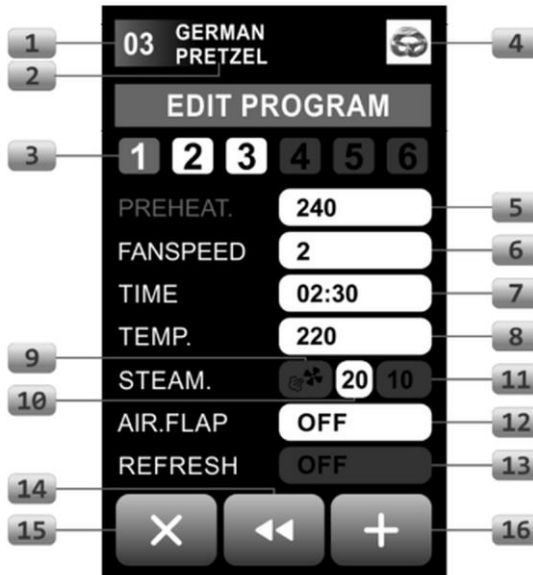 1
03
GERMAN
PRETZEL
4
2
EDIT PROGRAM
3
1 2 3 4 5 6
PREHEAT. 240
5
FANSPEED 2
6
TIME 02:30
7
TEMP. 220
8
9
STEAM. 20 10
11
10
AIR.FLAP OFF
12
REFRESH OFF
13
14
15
16